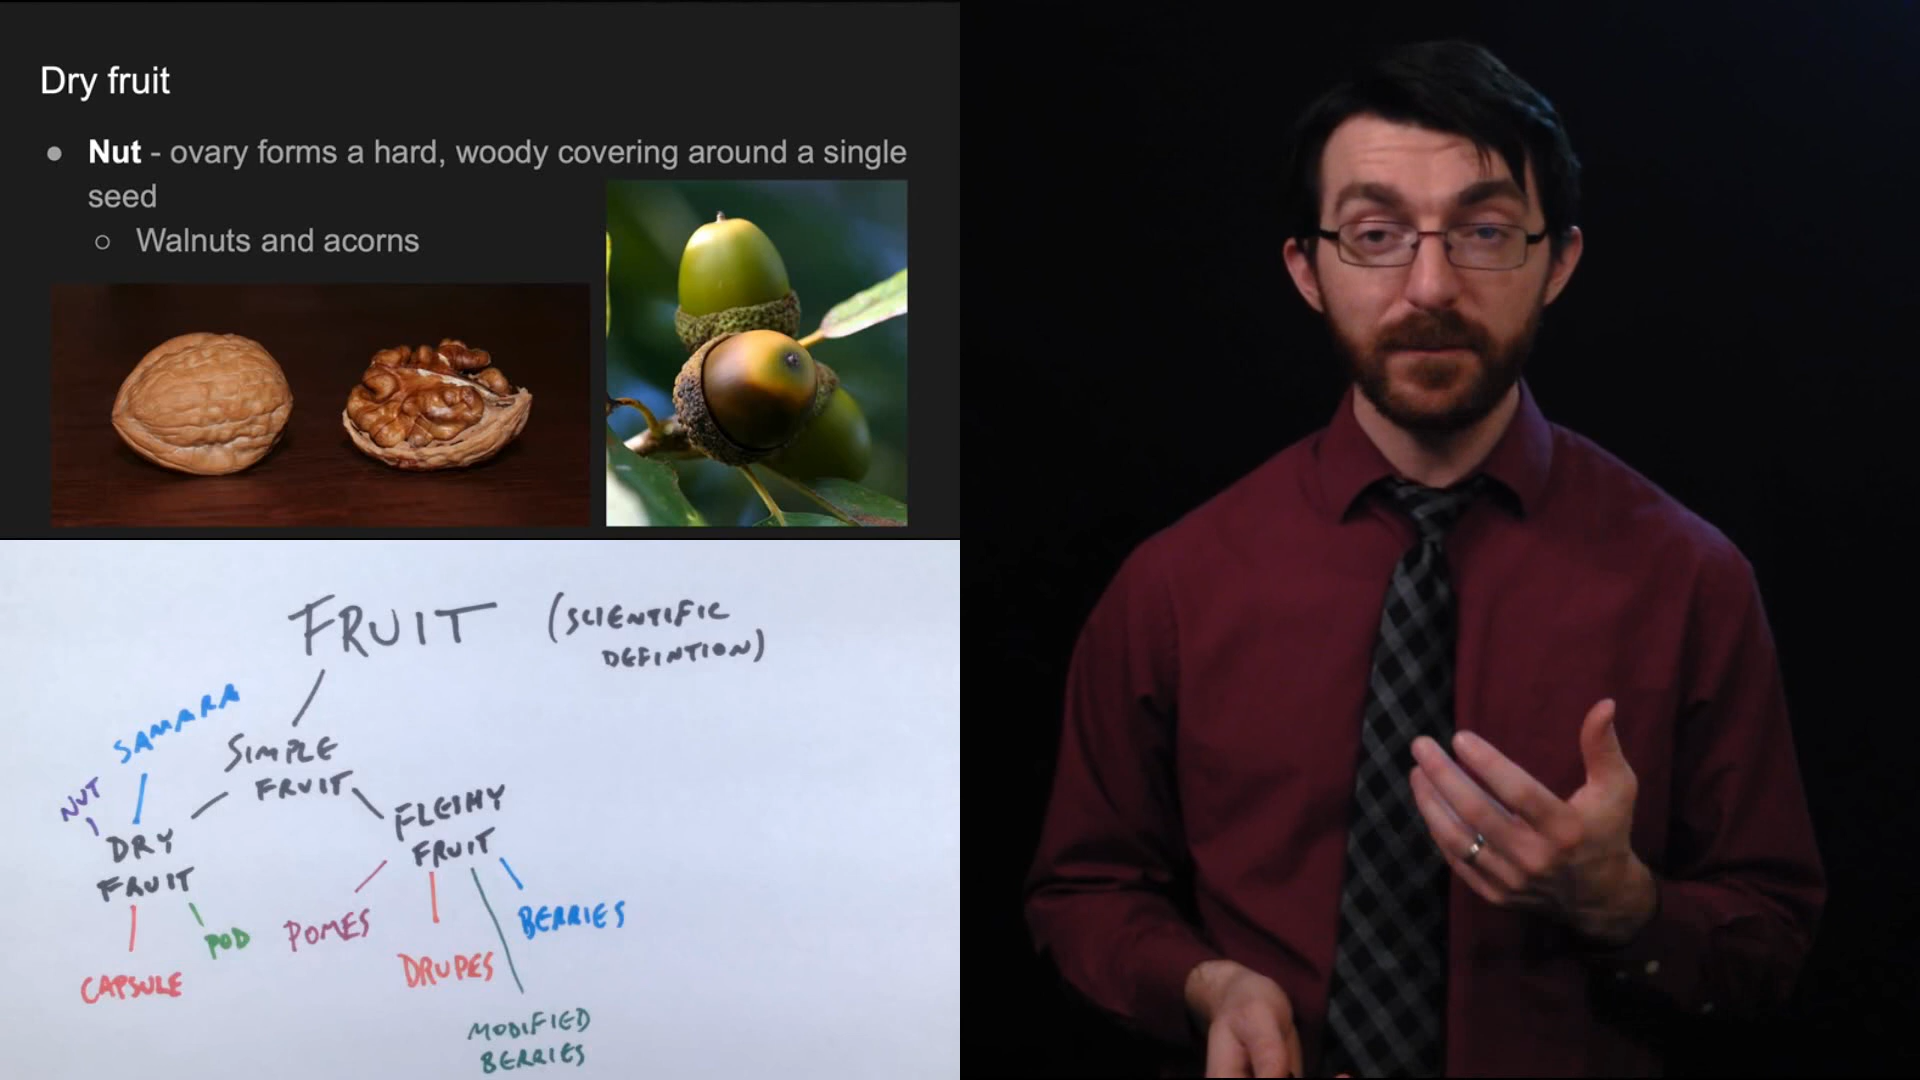 Dry fruit
● Nut - ovary forms a hard, woody covering around a single
seed
○ Walnuts and acorns
FRUIT (SCIENTIFIC
DEFINTION)
SAMARA
SIMPLE
FRUIT
NUT
FLESHY
FRUIT
DRY
FRUIT
POD
POMES
BERRIES
CAPSULE
DRUPES
MODIFIED
BERRIES